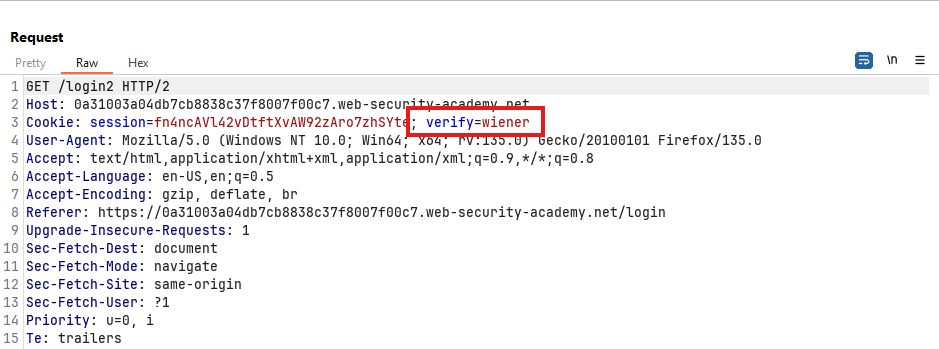 Request
Pretty Raw Hex \n
1 GET /login2 HTTP/2
2 Host: 0a31003a04db7cb8838c37f8007f00c7.web-security-academy.net
3 Cookie: session=fn4ncAVl42vDtftXvAW92zAro7zhSYte; verify=wiener
4 User-Agent: Mozilla/5.0 (Windows NT 10.0; Win64; x64; rv:135.0) Gecko/20100101 Firefox/135.0
5 Accept: text/html,application/xhtml+xml,application/xml;q=0.9,*/*;q=0.8
6 Accept-Language: en-US,en;q=0.5
7 Accept-Encoding: gzip, deflate, br
8 Referer: https://0a31003a04db7cb8838c37f8007f00c7.web-security-academy.net/login
9 Upgrade-Insecure-Requests: 1
10 Sec-Fetch-Dest: document
11 Sec-Fetch-Mode: navigate
12 Sec-Fetch-Site: same-origin
13 Sec-Fetch-User: ?1
14 Priority: u=0, i
15 Te: trailers